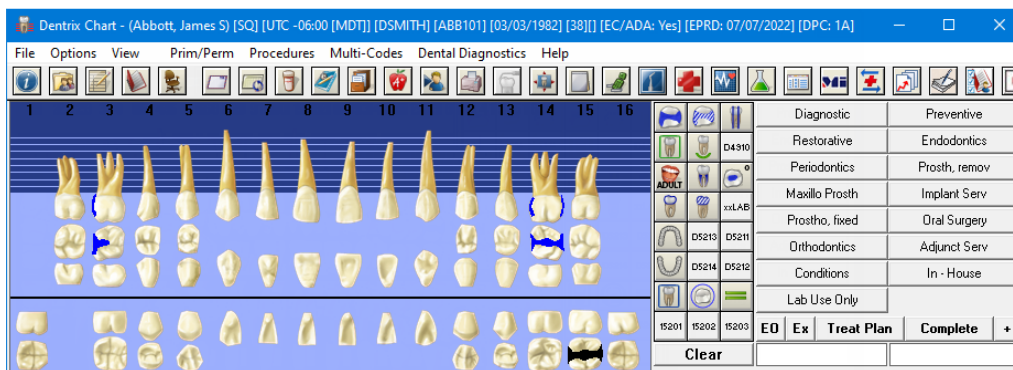 Dentrix Chart - (Abbott, James S) [SQ] [UTC -06:00 [MDT]] [DSMITH] [ABB101] [03/03/1982] [38][] [EC/ADA: Yes] [EPRD: 07/07/2022] [DPC: 1A]
File Options View Prim/Perm Procedures Multi-Codes Dental Diagnostics Help
1 2 3 4 5 6 7 8 9 10 11 12 13 14 15 16
Diagnostic Preventive
D4910
Restorative Endodontics
ADULT
Periodontics Prosth, remov
xxLAB
Maxillo Prosth Implant Serv
D5213 D5211
Prostho, fixed Oral Surgery
Orthodontics Adjunct Serv
D5214 D5212
Conditions In - House
Lab Use Only
15201 15202 15203
EO Ex Treat Plan Complete +
Clear